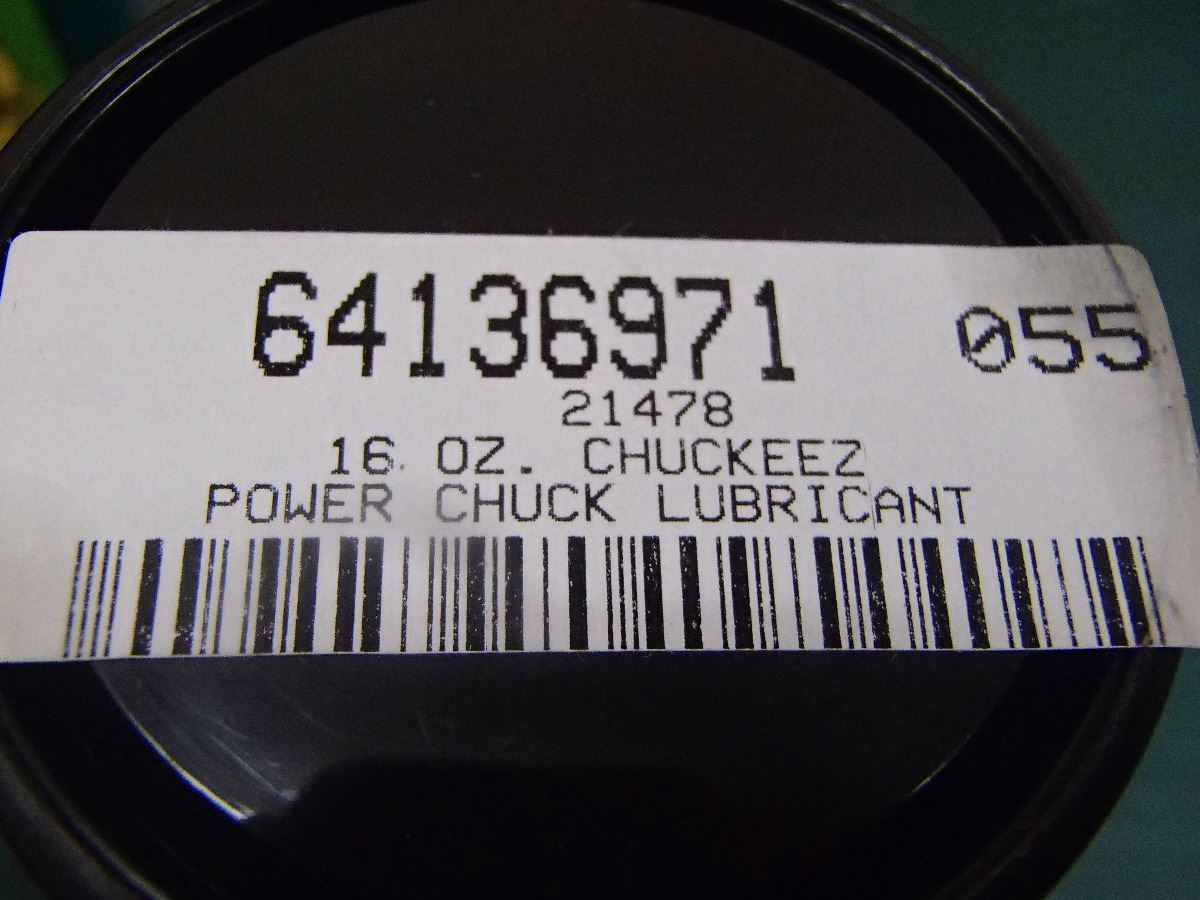 64136971 055
21478
16 OZ. CHUCKEEZ
POWER CHUCK LUBRICANT